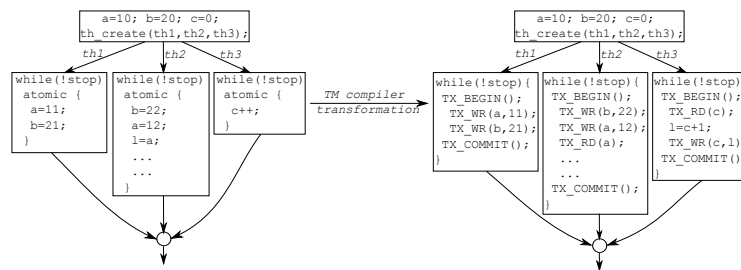 a=10; b=20; c=0;
th_create(th1,th2,th3);
th1
th2
th3
while(!stop)
atomic {
a=11;
b=21;
}
while(!stop)
atomic {
b=22;
a=12;
l=a;
...
...
}
while(!stop)
atomic {
c++;
}
TM compiler
transformation
a=10; b=20; c=0;
th_create(th1,th2,th3);
th1
th2
th3
while(!stop){
TX_BEGIN();
TX_WR(a,11);
TX_WR(b,21);
TX_COMMIT();
}
while(!stop){
TX_BEGIN();
TX_WR(b,22);
TX_WR(a,12);
TX_RD(a);
...
...
TX_COMMIT();
}
while(!stop){
TX_BEGIN();
TX_RD(c);
l=c+1;
TX_WR(c,l)
TX_COMMIT()
}